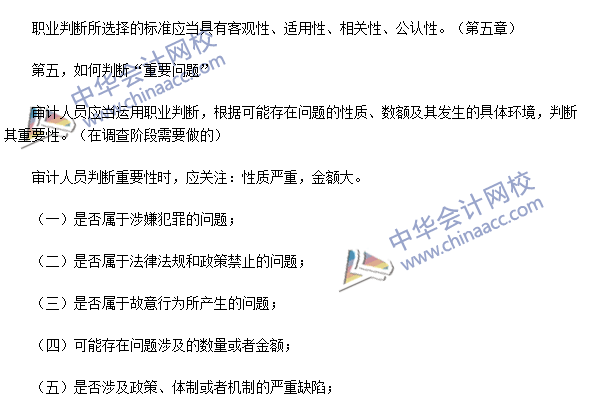 职业判断所选择的标准应当具有客观性、适用性、相关性、公认性。（第五章）
第五，如何判断“重要问题”
审计人员应当运用职业判断，根据可能存在问题的性质、数额及其发生的具体环境，判断
其重要性。（在调查阶段需要做的）
审计人员判断重要性时，应关注：性质严重，金额大。
（一）是否属于涉嫌犯罪的问题；
（二）是否属于法律法规和政策禁止的问题；
（三）是否属于故意行为所产生的问题；
（四）可能存在问题涉及的数量或者金额；
（五）是否涉及政策、体制或者机制的严重缺陷；
中华会计网校
www.chinaacc.com
中华会计网校
www.chinaacc.com